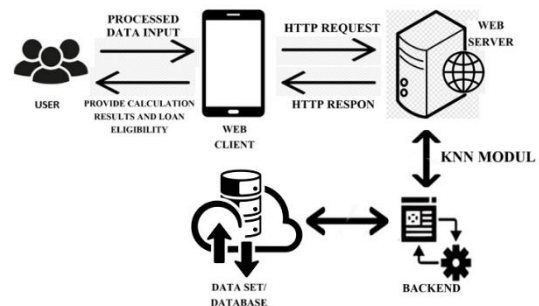 PROCESSED
DATA INPUT
HTTP REQUEST
WEB
SERVER
USER
PROVIDE CALCULATION
RESULTS AND LOAN
ELIGIBILITY
WEB
CLIENT
HTTP RESPON
KNN MODUL
DATA SET/
DATABASE
BACKEND